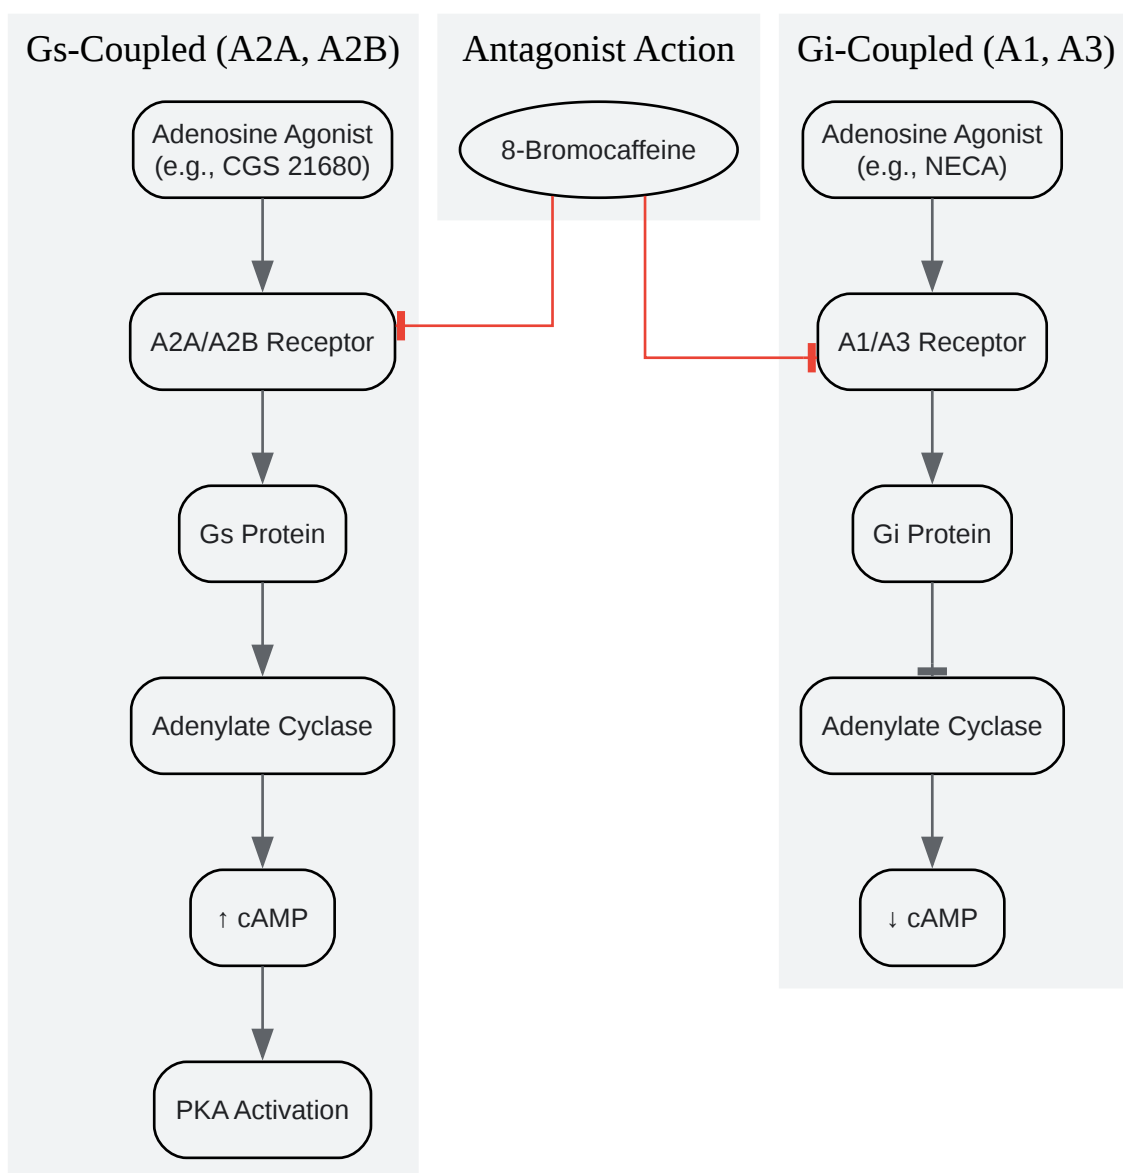 Gs-Coupled (A2A, A2B)
Adenosine Agonist
(e.g., CGS 21680)
A2A/A2B Receptor
Gs Protein
Adenylate Cyclase
↑ cAMP
PKA Activation
Antagonist Action
8-Bromocaffeine
Gi-Coupled (A1, A3)
Adenosine Agonist
(e.g., NECA)
A1/A3 Receptor
Gi Protein
Adenylate Cyclase
↓ cAMP